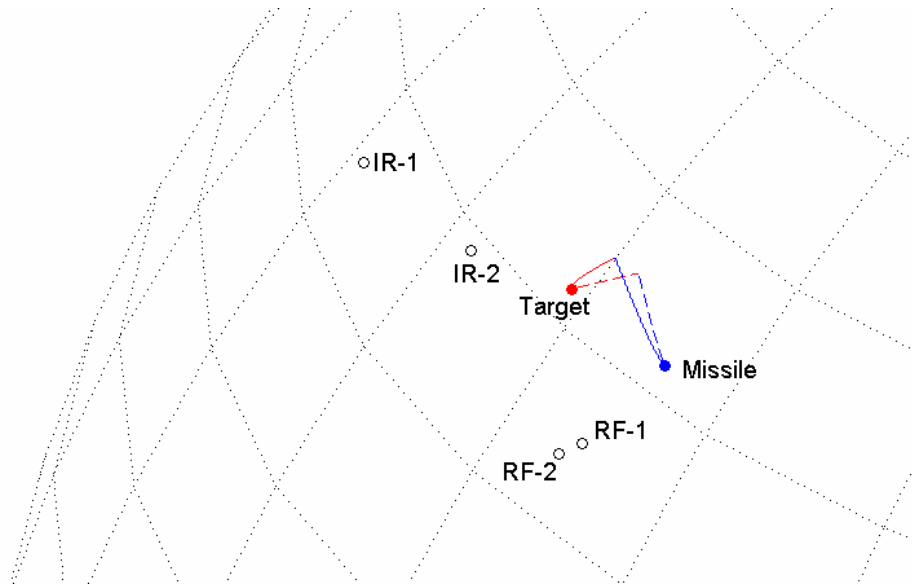 IR-1
IR-2
Target
Missile
RF-1
RF-2